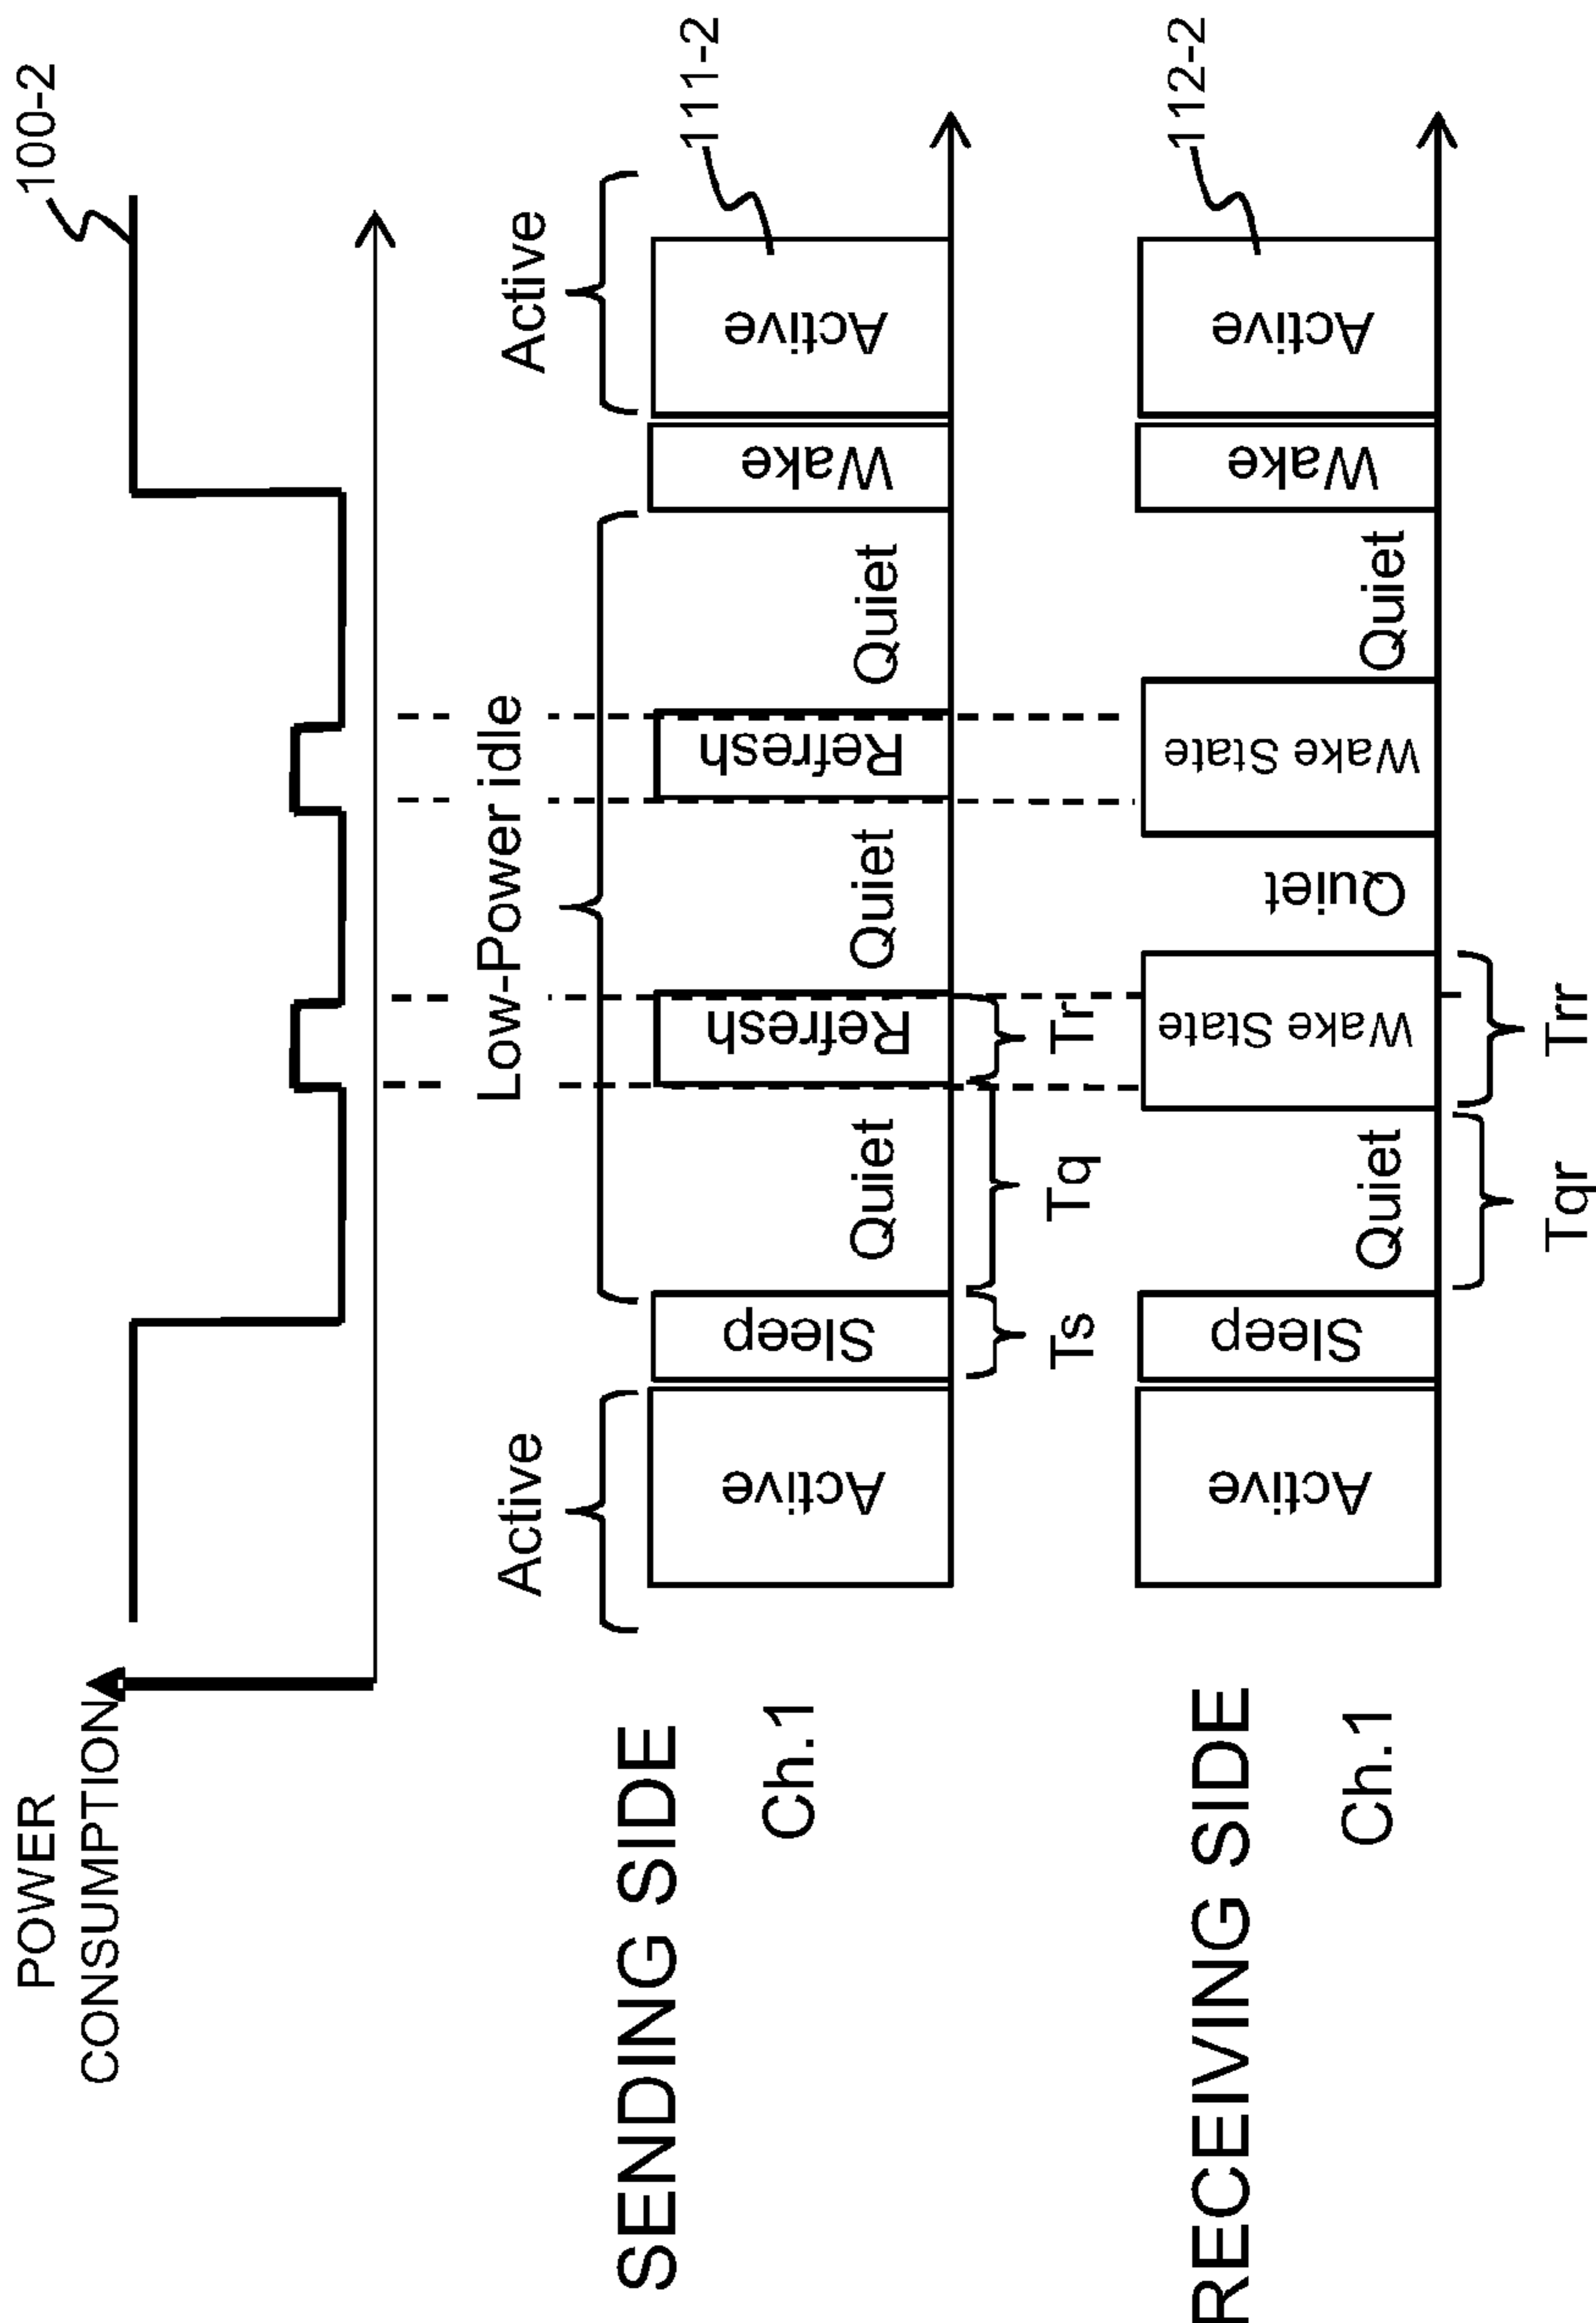 100-2
POWER
CONSUMPTION
Active
Low-Power idle
Active
111-2
SENDING SIDE
Ch.1
Active
Sleep
Quiet
Refresh
Quiet
Refresh
Quiet
Wake
Active
Ts
Tq
Tr
112-2
RECEIVING SIDE
Ch.1
Active
Sleep
Quiet
Wake State
Quiet
Wake State
Quiet
Wake
Active
Tqr
Trr